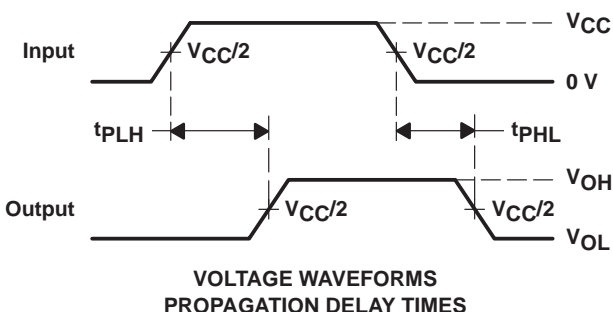 VCC
Input VCC/2 VCC/2
0 V
tPLH tPHL
VOH
Output VCC/2 VCC/2
VOL
VOLTAGE WAVEFORMS
PROPAGATION DELAY TIMES